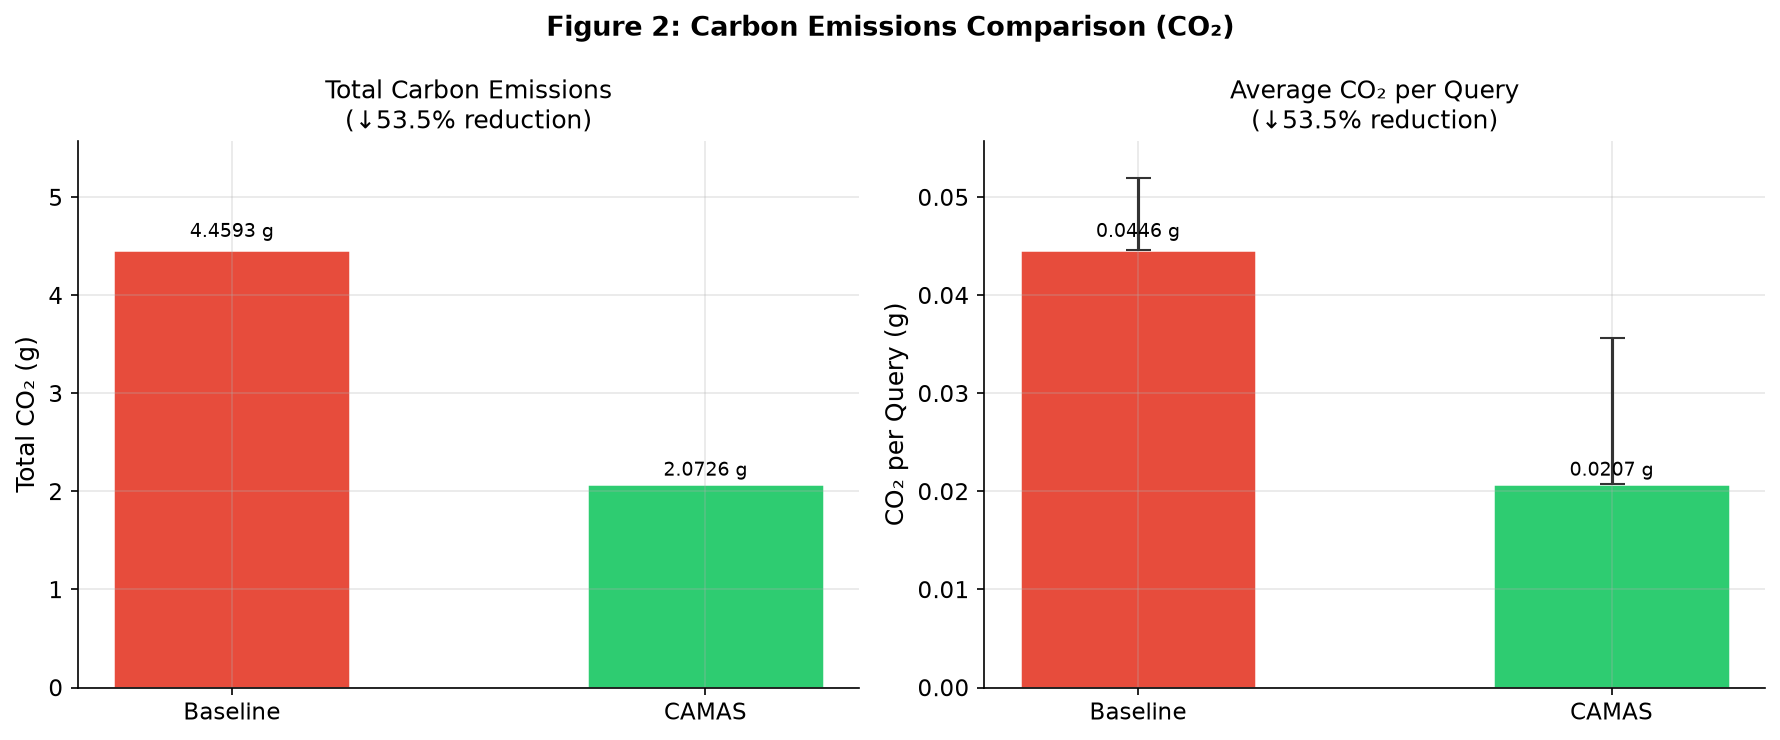 Figure 2: Carbon Emissions Comparison (CO₂)
Total Carbon Emissions
(↓53.5% reduction)
Total CO₂ (g)
5
4
3
2
1
0
4.4593 g
2.0726 g
Baseline
CAMAS
Average CO₂ per Query
(↓53.5% reduction)
CO₂ per Query (g)
0.05
0.04
0.03
0.02
0.01
0.00
0.0446 g
0.0207 g
Baseline
CAMAS